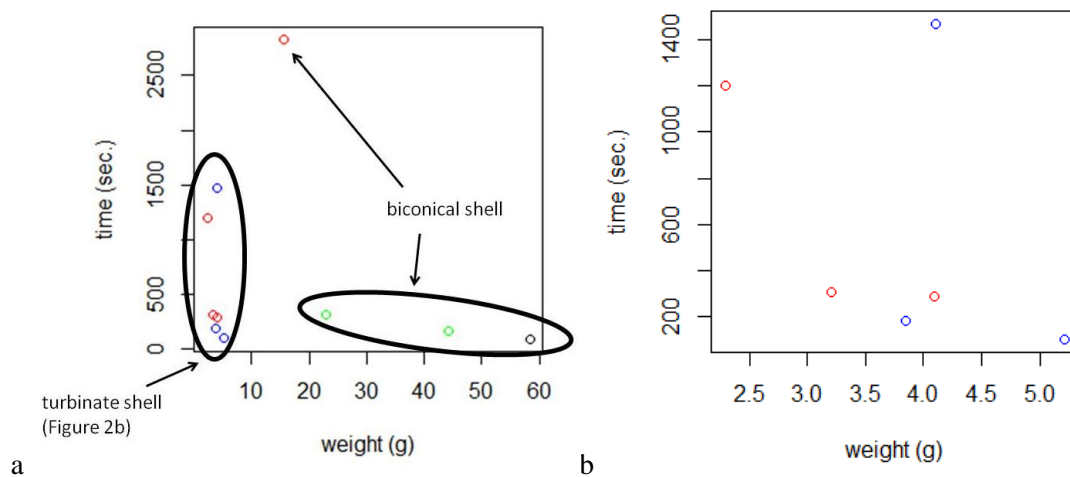 2500
1500
500
0
time (sec.)
10 20 30 40 50 60
weight (g)
biconical shell
turbinate shell
(Figure 2b)
a
1400
1000
600
200
time (sec.)
2.5 3.0 3.5 4.0 4.5 5.0
weight (g)
b